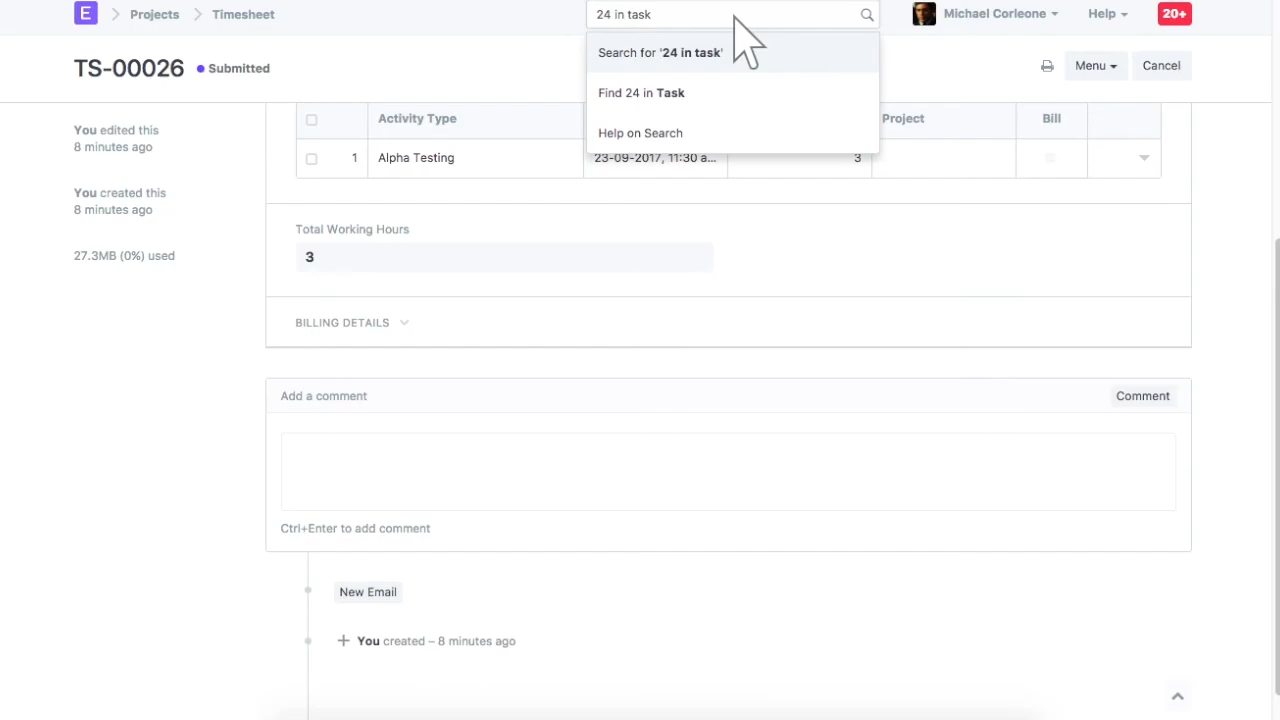 E Projects Timesheet 24 in task Michael Corleone Help 20+
TS-00026 Submitted Menu Cancel
Search for '24 in task'
Find 24 in Task
Help on Search
You edited this
8 minutes ago
You created this
8 minutes ago
27.3MB (0%) used
Activity Type Project Bill
1 Alpha Testing 23-09-2017, 11:30 a... 3
Total Working Hours
3
BILLING DETAILS
Add a comment Comment
Ctrl+Enter to add comment
New Email
You created – 8 minutes ago